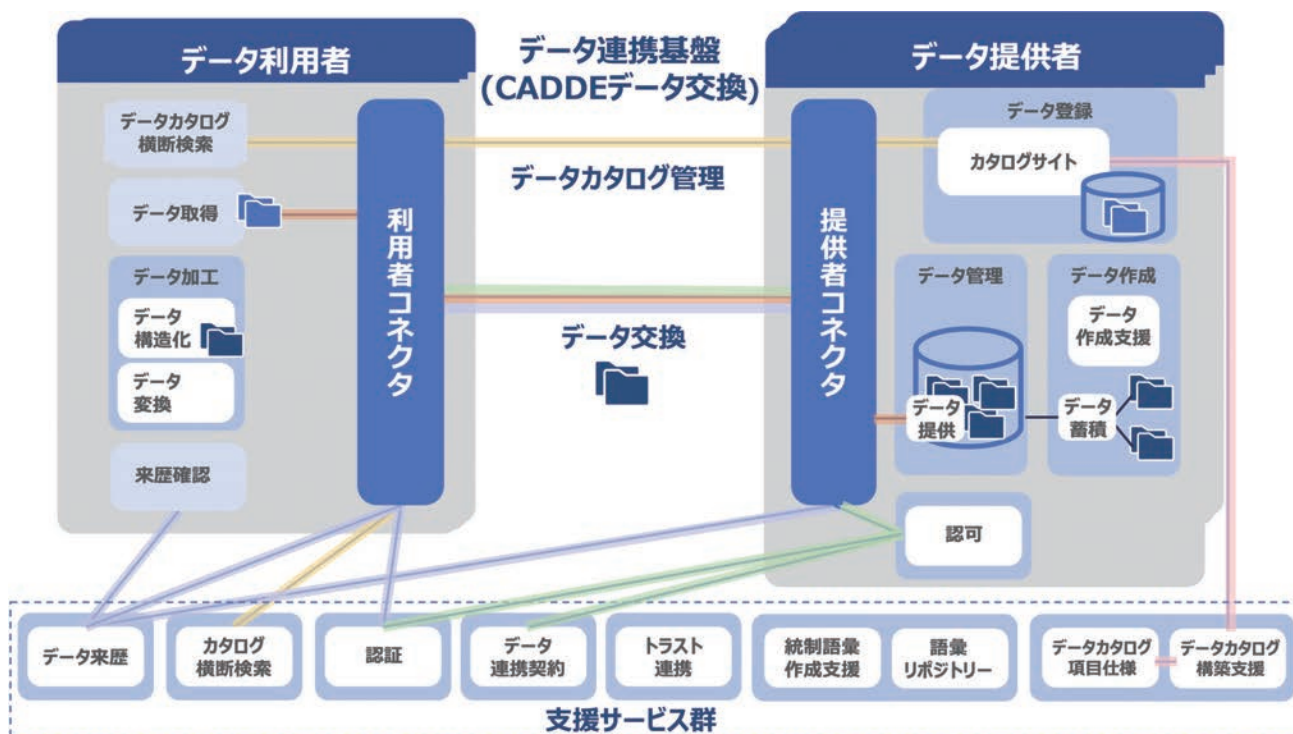 データ利用者
データ連携基盤
(CADDEデータ交換)
データ提供者
データカタログ
横断検索
データ取得
データ加工
データ
構造化
データ
変換
来歴確認
利用者コネクタ
データカタログ管理
データ交換
提供者コネクタ
データ登録
カタログサイト
データ管理
データ
提供
データ作成
データ
作成支援
データ
蓄積
認可
データ来歴
カタログ
横断検索
認証
データ
連携契約
トラスト
連携
統制語彙
作成支援
語彙
リポジトリー
データカタログ
項目仕様
データカタログ
構築支援
支援サービス群